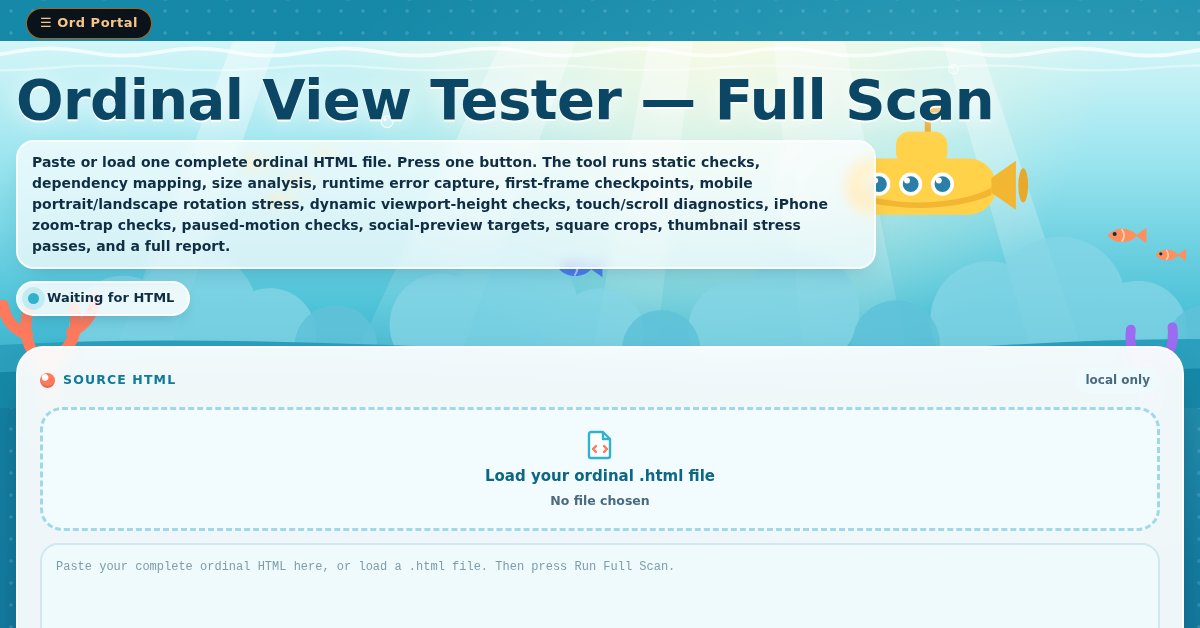 ☰ Ord Portal
Ordinal View Tester — Full Scan
Paste or load one complete ordinal HTML file. Press one button. The tool runs static checks,
dependency mapping, size analysis, runtime error capture, first-frame checkpoints, mobile
portrait/landscape rotation stress, dynamic viewport-height checks, touch/scroll diagnostics, iPhone
zoom-trap checks, paused-motion checks, social-preview targets, square crops, thumbnail stress
passes, and a full report.
Waiting for HTML
SOURCE HTML
local only
Load your ordinal .html file
No file chosen
Paste your complete ordinal HTML here, or load a .html file. Then press Run Full Scan.